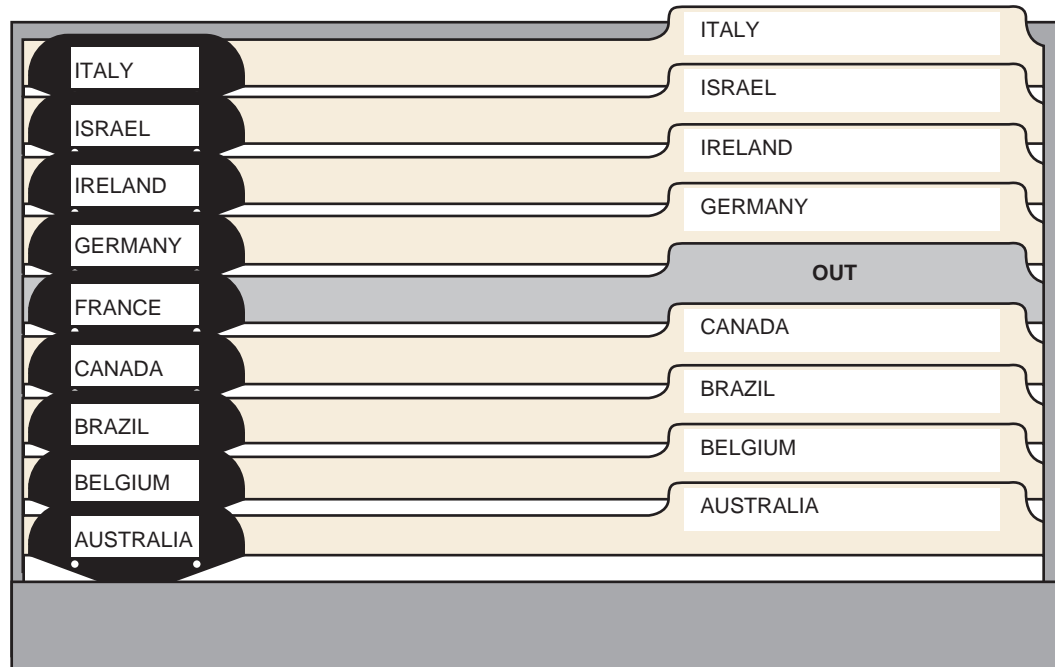 ITALY
ITALY
ISRAEL
ISRAEL
IRELAND
IRELAND
GERMANY
GERMANY
OUT
FRANCE
CANADA
CANADA
BRAZIL
BRAZIL
BELGIUM
BELGIUM
AUSTRALIA
AUSTRALIA